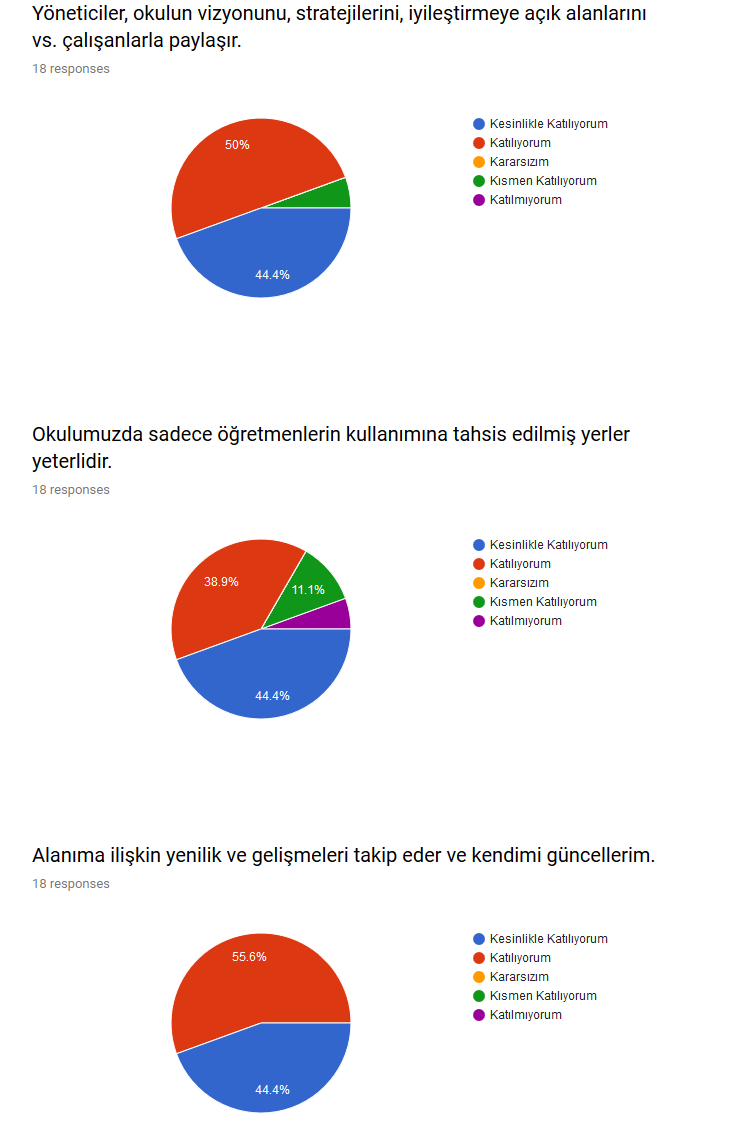 Yöneticiler, okulun vizyonunu, stratejilerini, iyileştirmeye açık alanlarını
vs. çalışanlarla paylaşır.
18 responses
50%
44.4%
Kesinlikle Katılıyorum
Katılıyorum
Kararsızım
Kısmen Katılıyorum
Katılmıyorum
Okulumuzda sadece öğretmenlerin kullanımına tahsis edilmiş yerler
yeterlidir.
18 responses
38.9%
11.1%
44.4%
Kesinlikle Katılıyorum
Katılıyorum
Kararsızım
Kısmen Katılıyorum
Katılmıyorum
Alanıma ilişkin yenilik ve gelişmeleri takip eder ve kendimi güncellerim.
18 responses
55.6%
44.4%
Kesinlikle Katılıyorum
Katılıyorum
Kararsızım
Kısmen Katılıyorum
Katılmıyorum